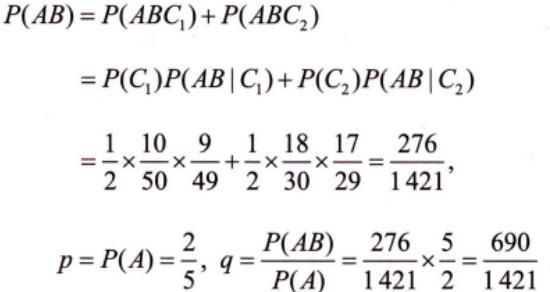 P(AB) = P(ABC₁) + P(ABC₂)
= P(C₁)P(AB | C₁) + P(C₂)P(AB | C₂)
= 1/2 × 10/50 × 9/49 + 1/2 × 18/30 × 17/29 = 276/1421,
p = P(A) = 2/5, q = P(AB)/P(A) = 276/1421 × 5/2 = 690/1421